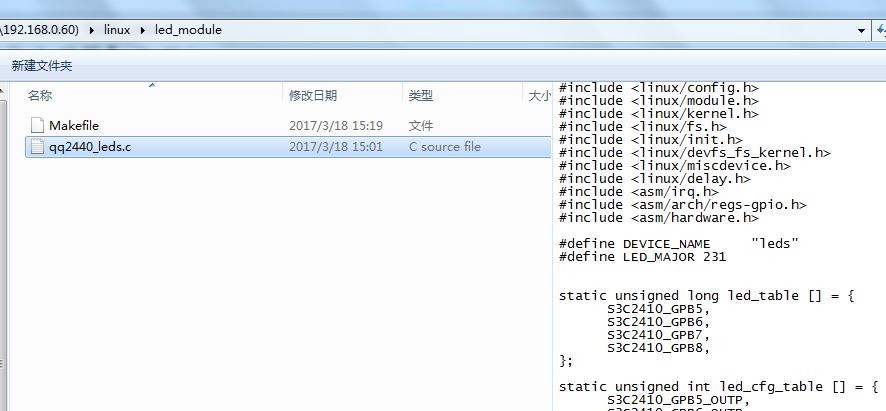 \192.168.0.60) ▸ linux ▸ led_module
新建文件夹
名称 修改日期 类型 大小
Makefile 2017/3/18 15:19 文件
qq2440_leds.c 2017/3/18 15:01 C source file
#include <linux/config.h>
#include <linux/module.h>
#include <linux/kernel.h>
#include <linux/fs.h>
#include <linux/init.h>
#include <linux/devfs_fs_kernel.h>
#include <linux/miscdevice.h>
#include <linux/delay.h>
#include <asm/irq.h>
#include <asm/arch/regs-gpio.h>
#include <asm/hardware.h>
#define DEVICE_NAME "leds"
#define LED_MAJOR 231
static unsigned long led_table [] = {
S3C2410_GPB5,
S3C2410_GPB6,
S3C2410_GPB7,
S3C2410_GPB8,
};
static unsigned int led_cfg_table [] = {
S3C2410_GPB5_OUTP,